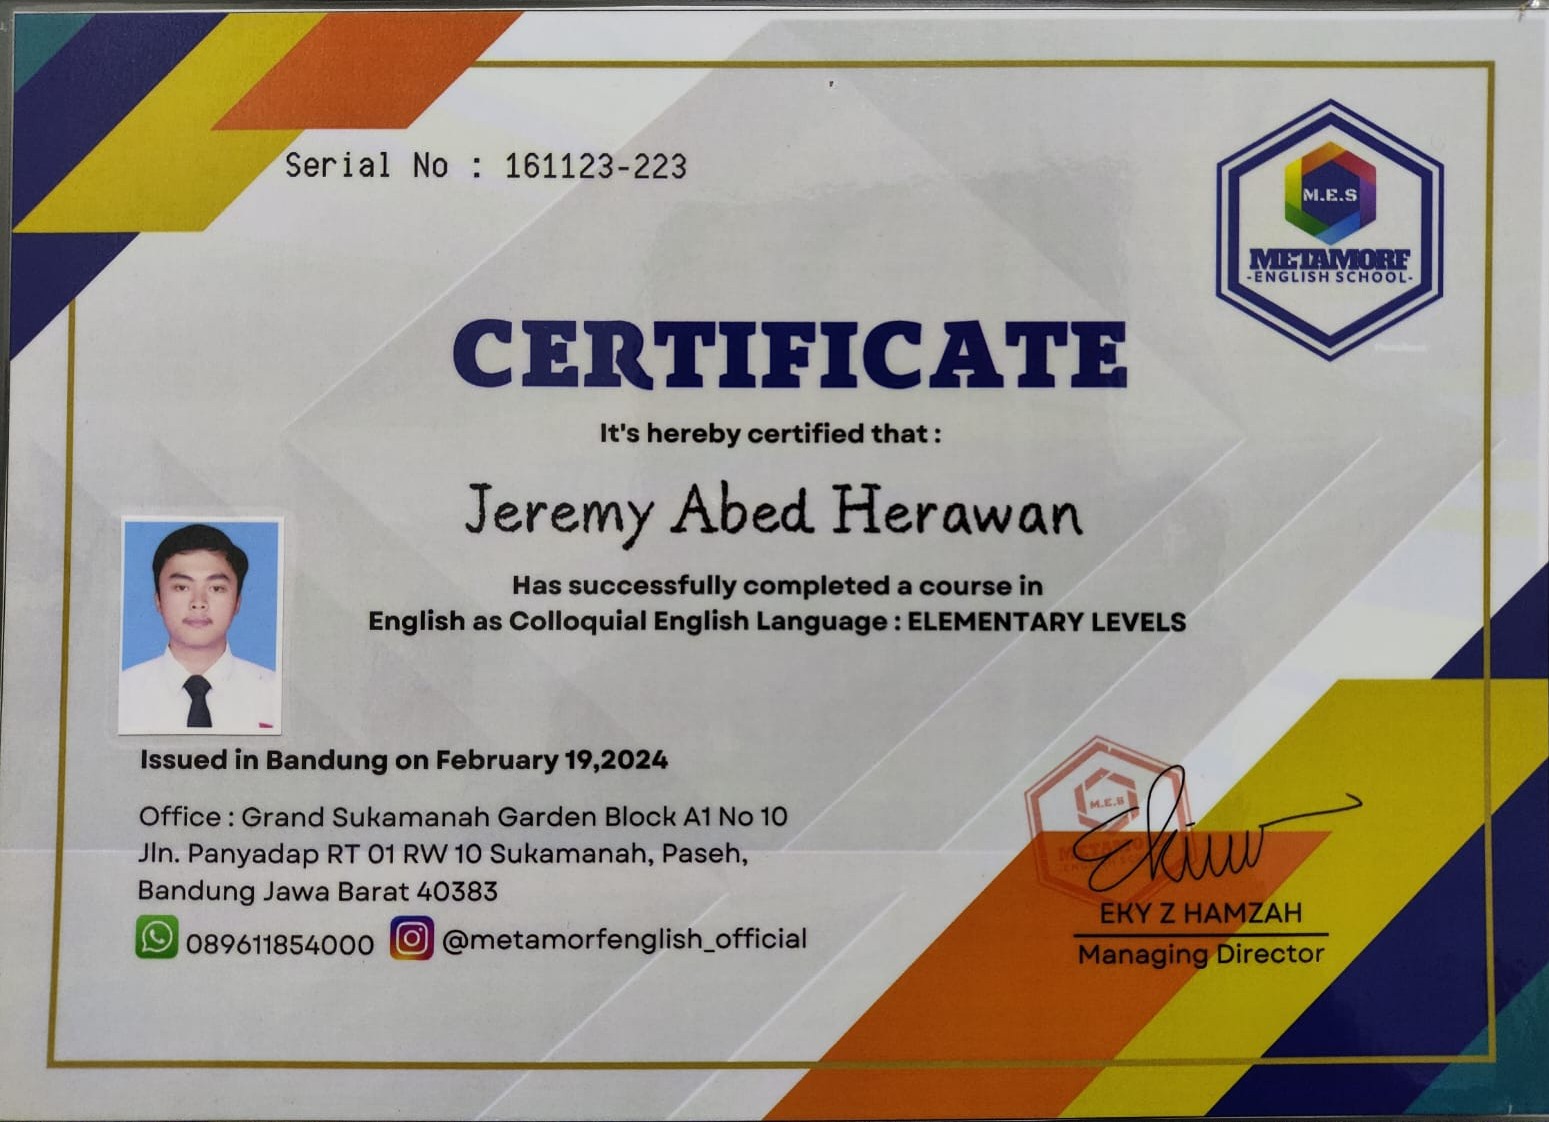 Serial No : 161123-223
M.E.S
METAMORF
-ENGLISH SCHOOL-
CERTIFICATE
It's hereby certified that :
Jeremy Abed Herawan
Has successfully completed a course in
English as Colloquial English Language : ELEMENTARY LEVELS
Issued in Bandung on February 19,2024
Office : Grand Sukamanah Garden Block A1 No 10
Jln. Panyadap RT 01 RW 10 Sukamanah, Paseh,
Bandung Jawa Barat 40383
089611854000 @metamorfenglish_official
M.E.S
EKY Z HAMZAH
Managing Director